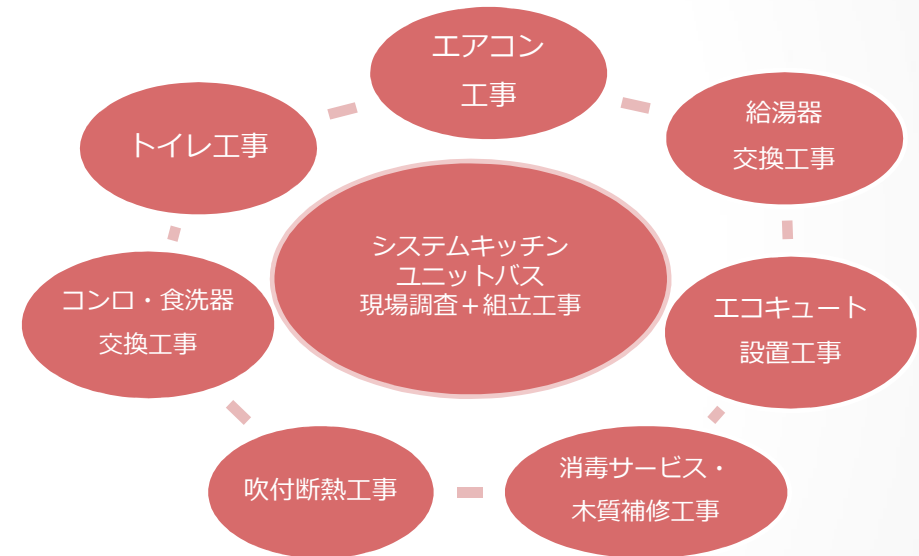 エアコン
工事
給湯器
交換工事
エコキュート
設置工事
消毒サービス・
木質補修工事
吹付断熱工事
コンロ・食洗器
交換工事
トイレ工事
システムキッチン
ユニットバス
現場調査＋組立工事